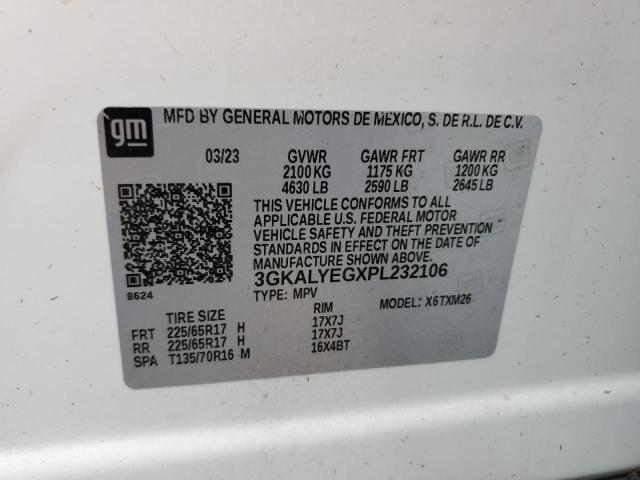 gm MFD BY GENERAL MOTORS DE MEXICO, S. DE R.L. DE C.V.
03/23 GVWR GAWR FRT GAWR RR
2100 KG 1175 KG 1200 KG
4630 LB 2590 LB 2645 LB
THIS VEHICLE CONFORMS TO ALL
APPLICABLE U.S. FEDERAL MOTOR
VEHICLE SAFETY AND THEFT PREVENTION
STANDARDS IN EFFECT ON THE DATE OF
MANUFACTURE SHOWN ABOVE.
3GKALYEGXPL232106
8624 TYPE: MPV MODEL: X6TXM26
TIRE SIZE RIM
FRT 225/65R17 H 17X7J
RR 225/65R17 H 17X7J
SPA T135/70R16 M 16X4BT